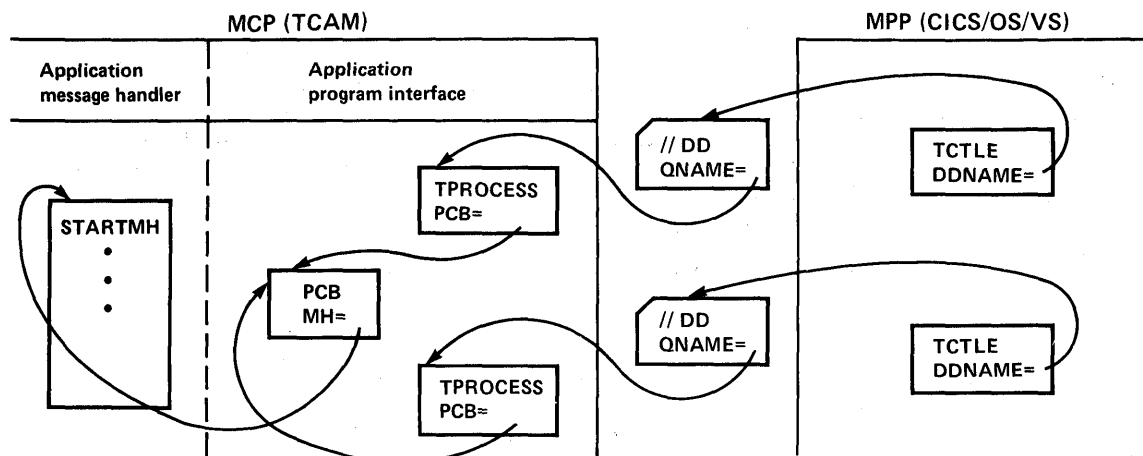 MCP (TCAM)
MPP (CICS/OS/VS)
Application
message handler
Application
program interface
// DD
QNAME=
TCTLE
DDNAME=
TPROCESS
PCB=
STARTMH
PCB
MH=
// DD
QNAME=
TCTLE
DDNAME=
TPROCESS
PCB=